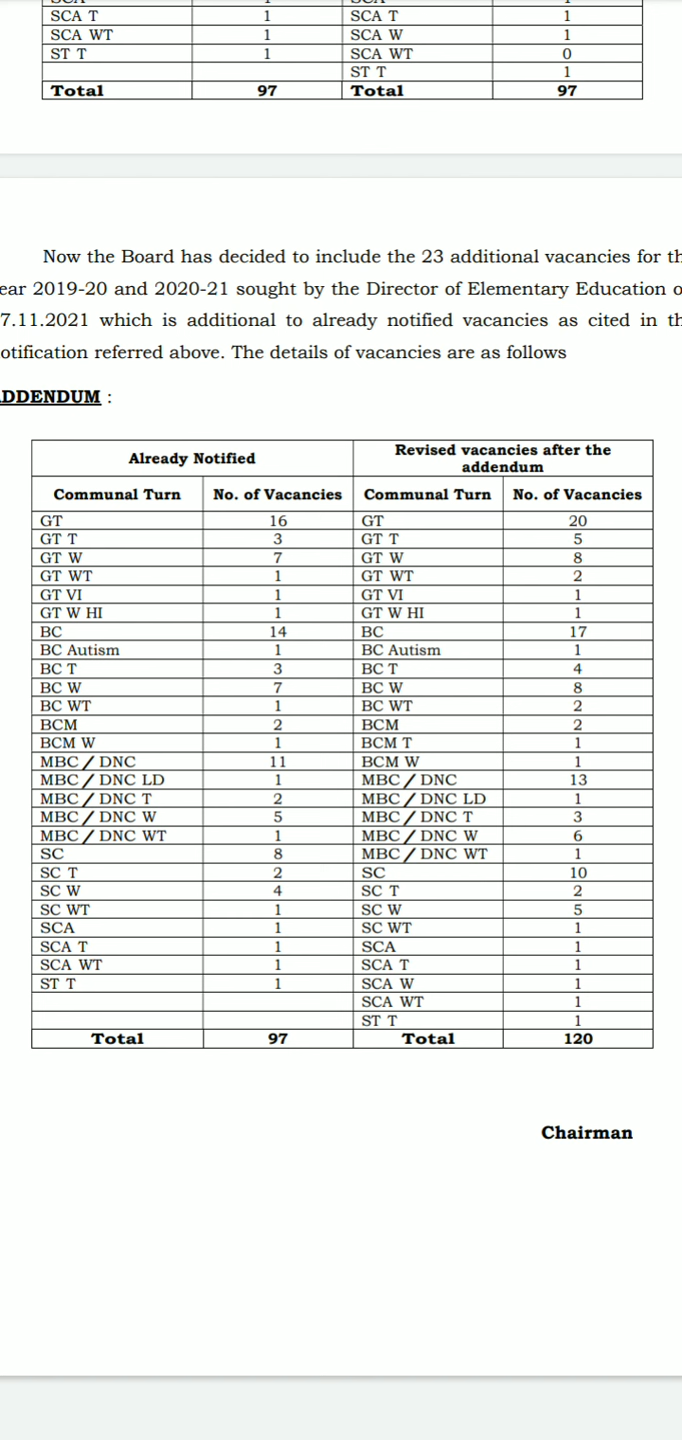 SCA T 1 SCA T 1
SCA WT 1 SCA W 1
ST T 1 SCA WT 0
ST T 1
Total 97 Total 97
Now the Board has decided to include the 23 additional vacancies for th
ear 2019-20 and 2020-21 sought by the Director of Elementary Education o
7.11.2021 which is additional to already notified vacancies as cited in th
otification referred above. The details of vacancies are as follows
DDENDUM :
Already Notified Revised vacancies after the
addendum
Communal Turn No. of Vacancies Communal Turn No. of Vacancies
GT 16 GT 20
GT T 3 GT T 5
GT W 7 GT W 8
GT WT 1 GT WT 2
GT VI 1 GT VI 1
GT W HI 1 GT W HI 1
BC 14 BC 17
BC Autism 1 BC Autism 1
BC T 3 BC T 4
BC W 7 BC W 8
BC WT 1 BC WT 2
BCM 2 BCM 2
BCM W 1 BCM T 1
MBC / DNC 11 BCM W 1
MBC / DNC LD 1 MBC / DNC 13
MBC / DNC T 2 MBC / DNC LD 1
MBC / DNC W 5 MBC / DNC T 3
MBC / DNC WT 1 MBC / DNC W 6
SC 8 MBC / DNC WT 1
SC T 2 SC 10
SC W 4 SC T 2
SC WT 1 SC W 5
SCA 1 SC WT 1
SCA T 1 SCA 1
SCA WT 1 SCA T 1
ST T 1 SCA W 1
SCA WT 1
ST T 1
Total 97 Total 120
Chairman